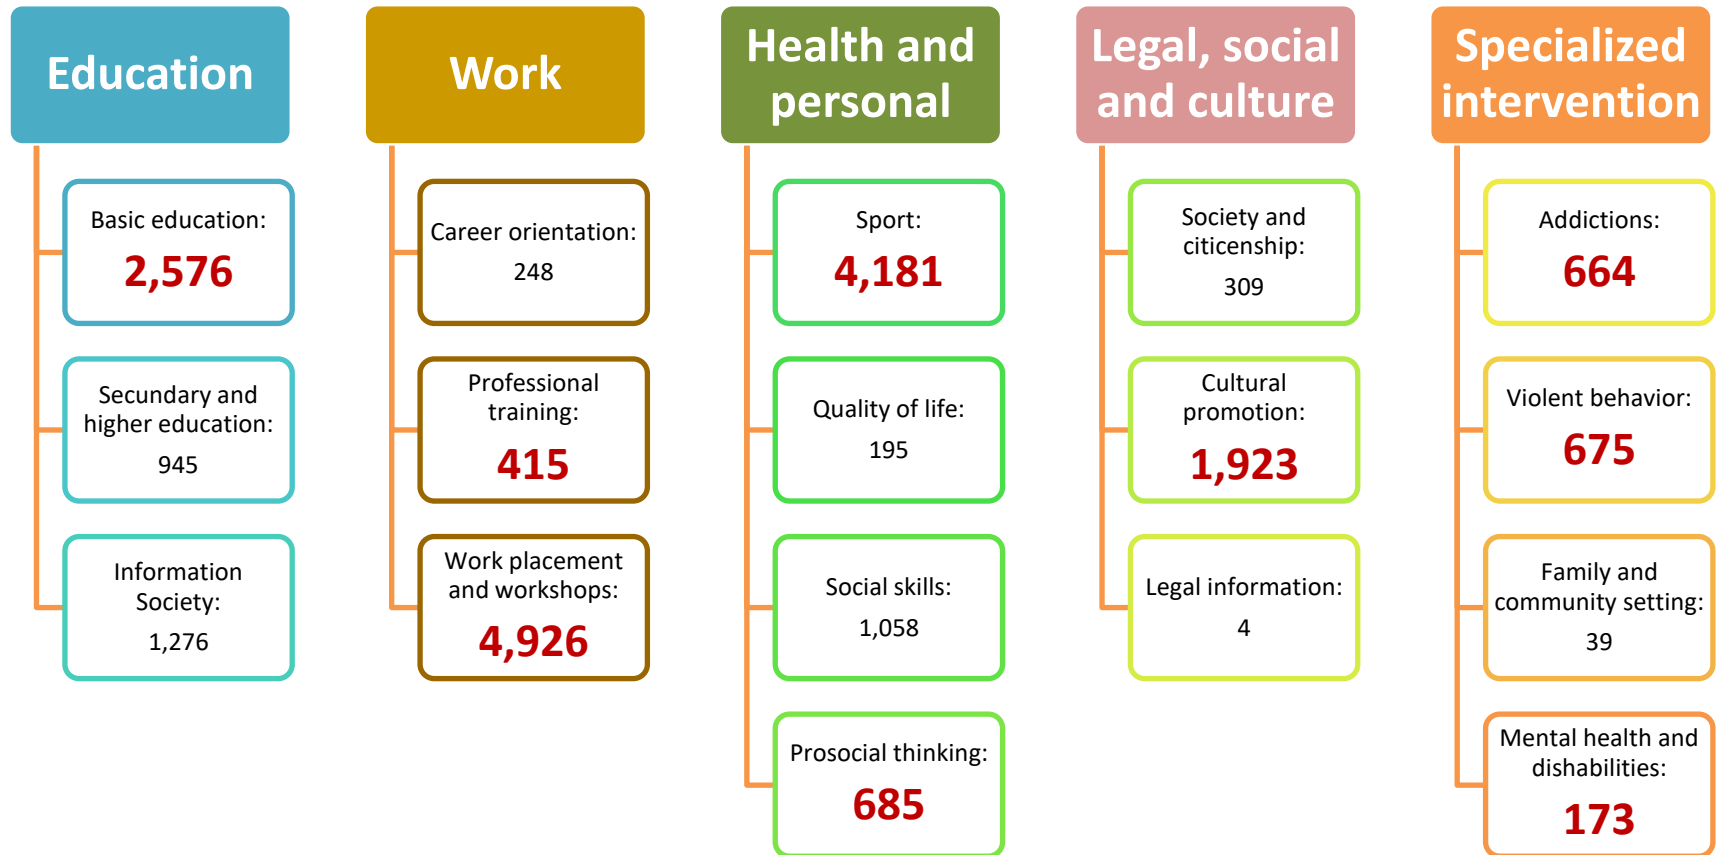 Education
Basic education:
2,576
Secundary and
higher education:
945
Information
Society:
1,276
Work
Career orientation:
248
Professional
training:
415
Work placement
and workshops:
4,926
Health and
personal
Sport:
4,181
Quality of life:
195
Social skills:
1,058
Prosocial thinking:
685
Legal, social
and culture
Society and
citicenship:
309
Cultural
promotion:
1,923
Legal information:
4
Specialized
intervention
Addictions:
664
Violent behavior:
675
Family and
community setting:
39
Mental health and
dishabilities:
173